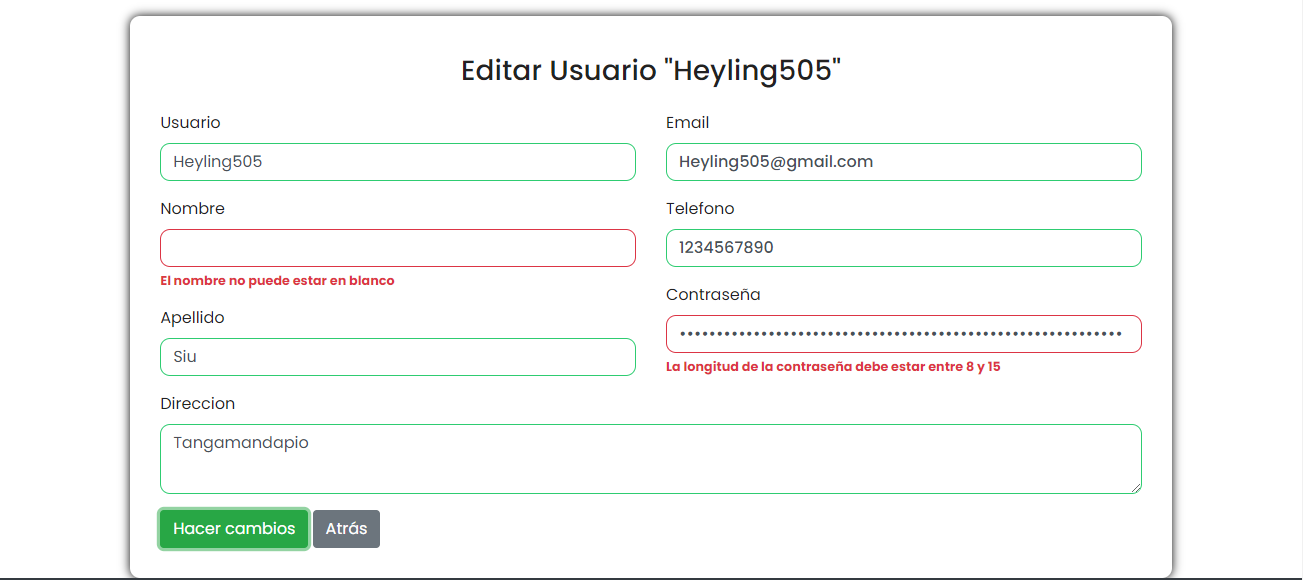 Editar Usuario "Heyling505"
Usuario
Heyling505
Email
Heyling505@gmail.com
Nombre
El nombre no puede estar en blanco
Telefono
1234567890
Apellido
Siu
Contraseña
La longitud de la contraseña debe estar entre 8 y 15
Direccion
Tangamandapio
Hacer cambios
Atrás